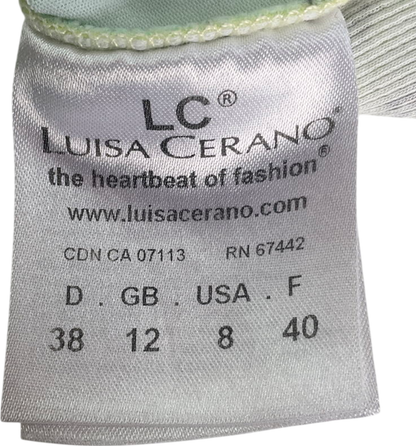 LC®
LUISA CERANO®
the heartbeat of fashion®
www.luisacerano.com
CDN CA 07113 RN 67442
D . GB . USA . F
38 12 8 40